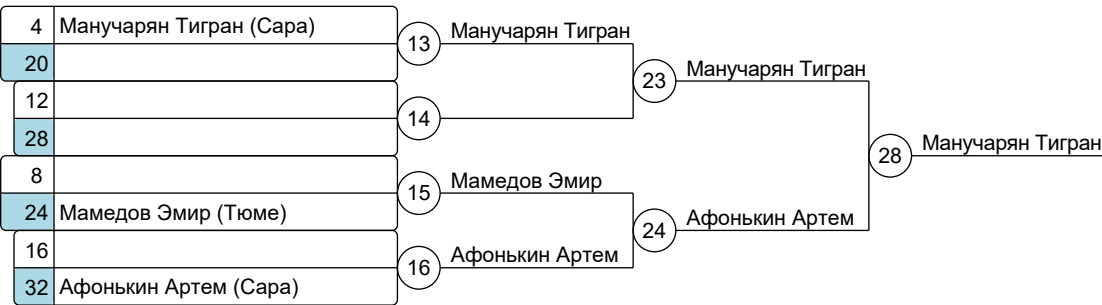 4 Манучарян Тигран (Сара)
20
12
28
8
24 Мамедов Эмир (Тюме)
16
32 Афонькин Артем (Сара)
13 Манучарян Тигран
14
15 Мамедов Эмир
16 Афонькин Артем
23 Манучарян Тигран
24 Афонькин Артем
28 Манучарян Тигран